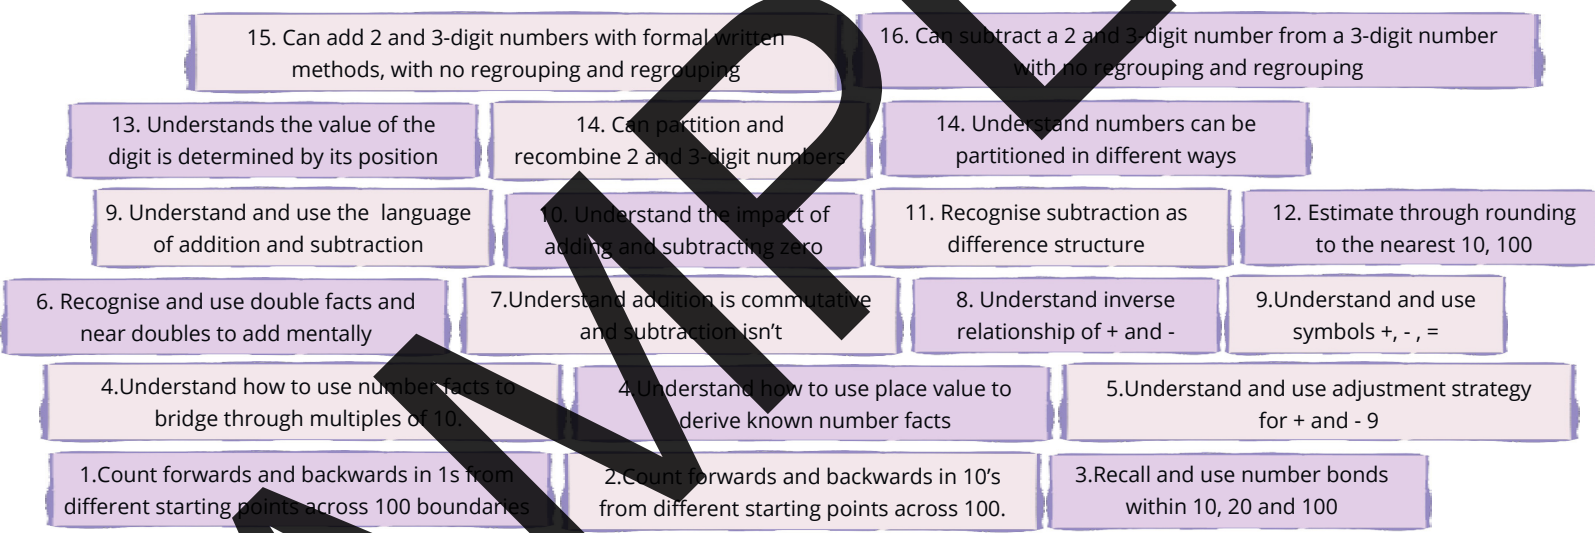 15. Can add 2 and 3-digit numbers with formal written
methods, with no regrouping and regrouping
16. Can subtract a 2 and 3-digit number from a 3-digit number
with no regrouping and regrouping
13. Understands the value of the
digit is determined by its position
14. Can partition and
recombine 2 and 3-digit numbers
14. Understand numbers can be
partitioned in different ways
9. Understand and use the  language
of addition and subtraction
10. Understand the impact of
adding and subtracting zero
11. Recognise subtraction as
difference structure
12. Estimate through rounding
to the nearest 10, 100
6. Recognise and use double facts and
near doubles to add mentally
7.Understand addition is commutative
and subtraction isn’t
8. Understand inverse
relationship of + and -
9.Understand and use
symbols +, - , =
4.Understand how to use number facts to
bridge through multiples of 10.
4.Understand how to use place value to
derive known number facts
5.Understand and use adjustment strategy
for + and - 9
1.Count forwards and backwards in 1s from
different starting points across 100 boundaries
2.Count forwards and backwards in 10’s
from different starting points across 100.
3.Recall and use number bonds
within 10, 20 and 100